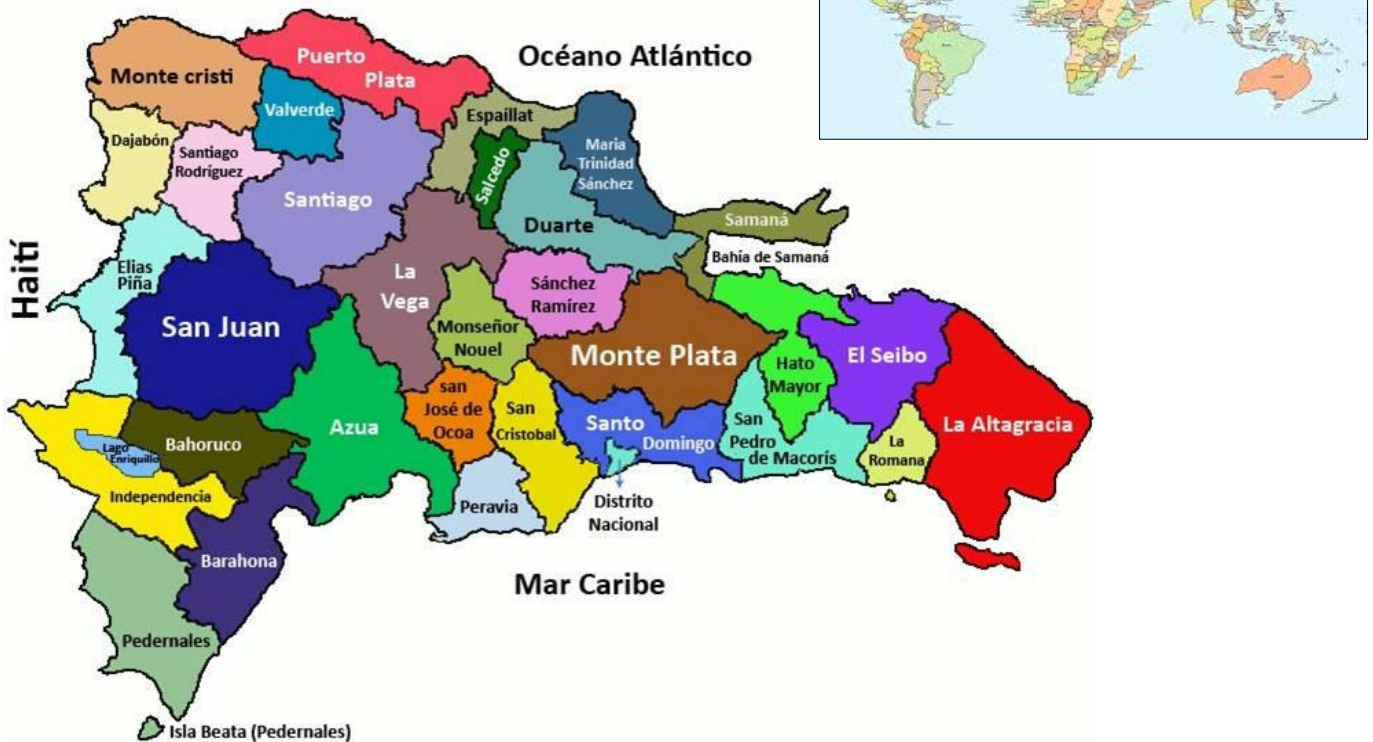 Océano Atlántico
Puerto
Plata
Monte cristi
Valverde
Espaillat
Dajabón
Santiago
Rodríguez
Maria
Trinidad
Sánchez
Salcedo
Santiago
Duarte
Samaná
Bahía de Samaná
Haití
Elias
Piña
La
Vega
Sánchez
Ramírez
San Juan
Monseñor
Nouel
Monte Plata
El Seibo
Hato
Mayor
san
José de
Ocoa
San
Cristobal
Santo
Domingo
San
Pedro
de Macorís
La Altagracia
Azua
Bahoruco
La
Romana
Lago
Enriquillo
Independencia
Peravia
Distrito
Nacional
Barahona
Mar Caribe
Pedernales
Isla Beata (Pedernales)